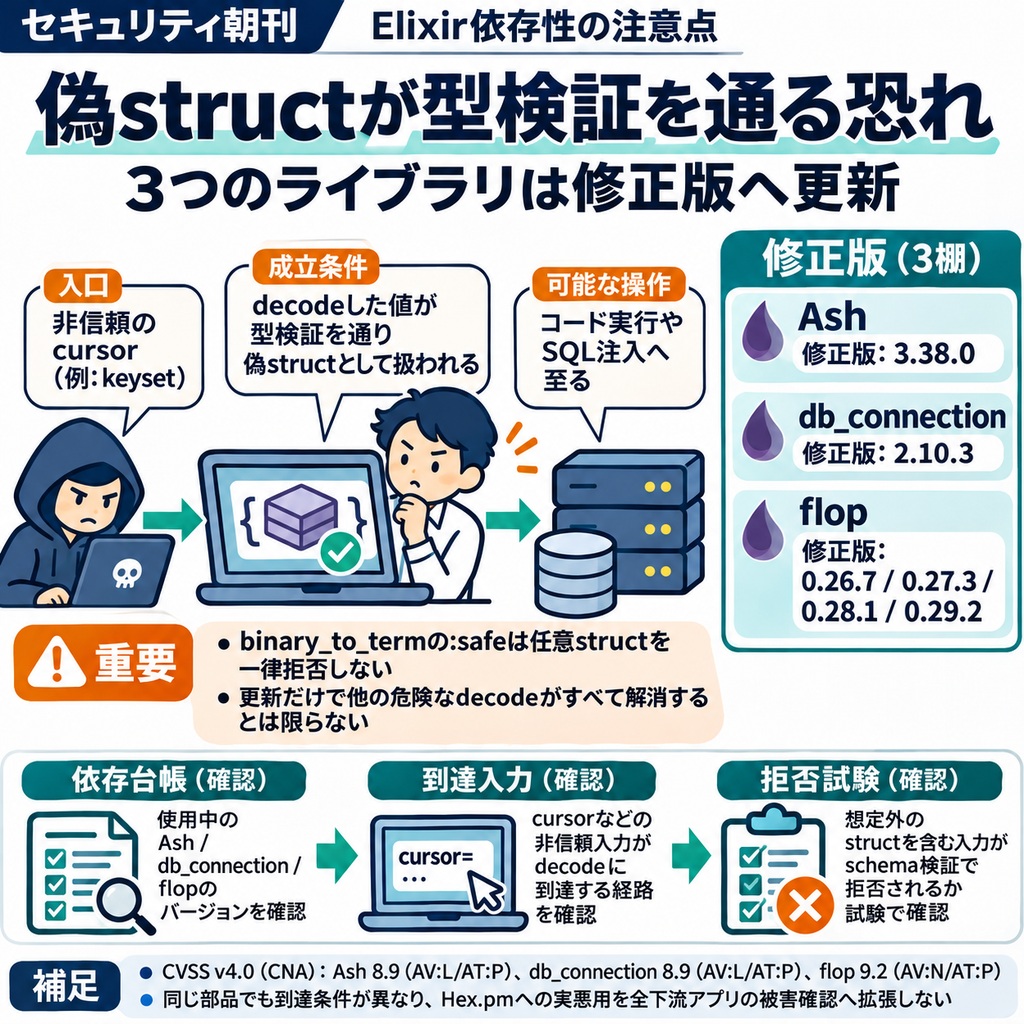 セキュリティ朝刊
Elixir依存性の注意点
偽structが型検証を通る恐れ
3つのライブラリは修正版へ更新
入口
非信頼の
cursor
(例：keyset)
成立条件
decodeした値が
型検証を通り
偽structとして扱われる
可能な操作
コード実行や
SQL注入へ
至る
修正版（3棚）
Ash
修正版：3.38.0
db_connection
修正版：2.10.3
flop
修正版：
0.26.7 / 0.27.3 /
0.28.1 / 0.29.2
重要
• binary_to_termの:safeは任意structを
一律拒否しない
• 更新だけで他の危険なdecodeがすべて解消する
とは限らない
依存台帳（確認）
使用中の
Ash /
db_connection /
flopの
バージョンを確認
到達入力（確認）
cursor=
...
cursorなどの
非信頼入力が
decodeに
到達する経路
を確認
拒否試験（確認）
想定外の
structを含む入力が
schema検証で
拒否されるか
試験で確認
補足
• CVSS v4.0（CNA）：Ash 8.9（AV:L/AT:P）、db_connection 8.9（AV:L/AT:P）、flop 9.2（AV:N/AT:P）
• 同じ部品でも到達条件が異なり、Hex.pmへの実悪用を全下流アプリの被害確認へ拡張しない